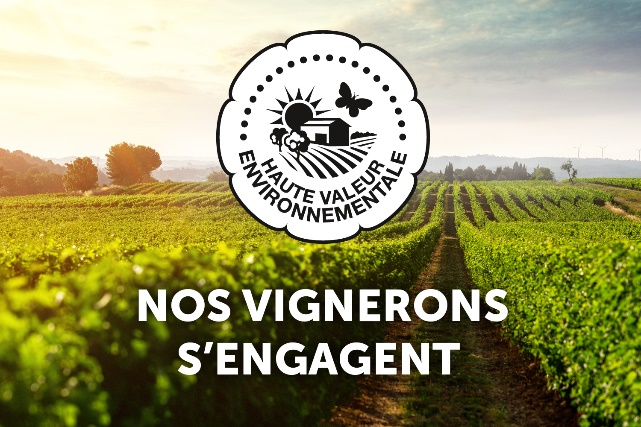 HAUTE VALEUR
ENVIRONNEMENTALE
NOS VIGNERONS
S’ENGAGENT